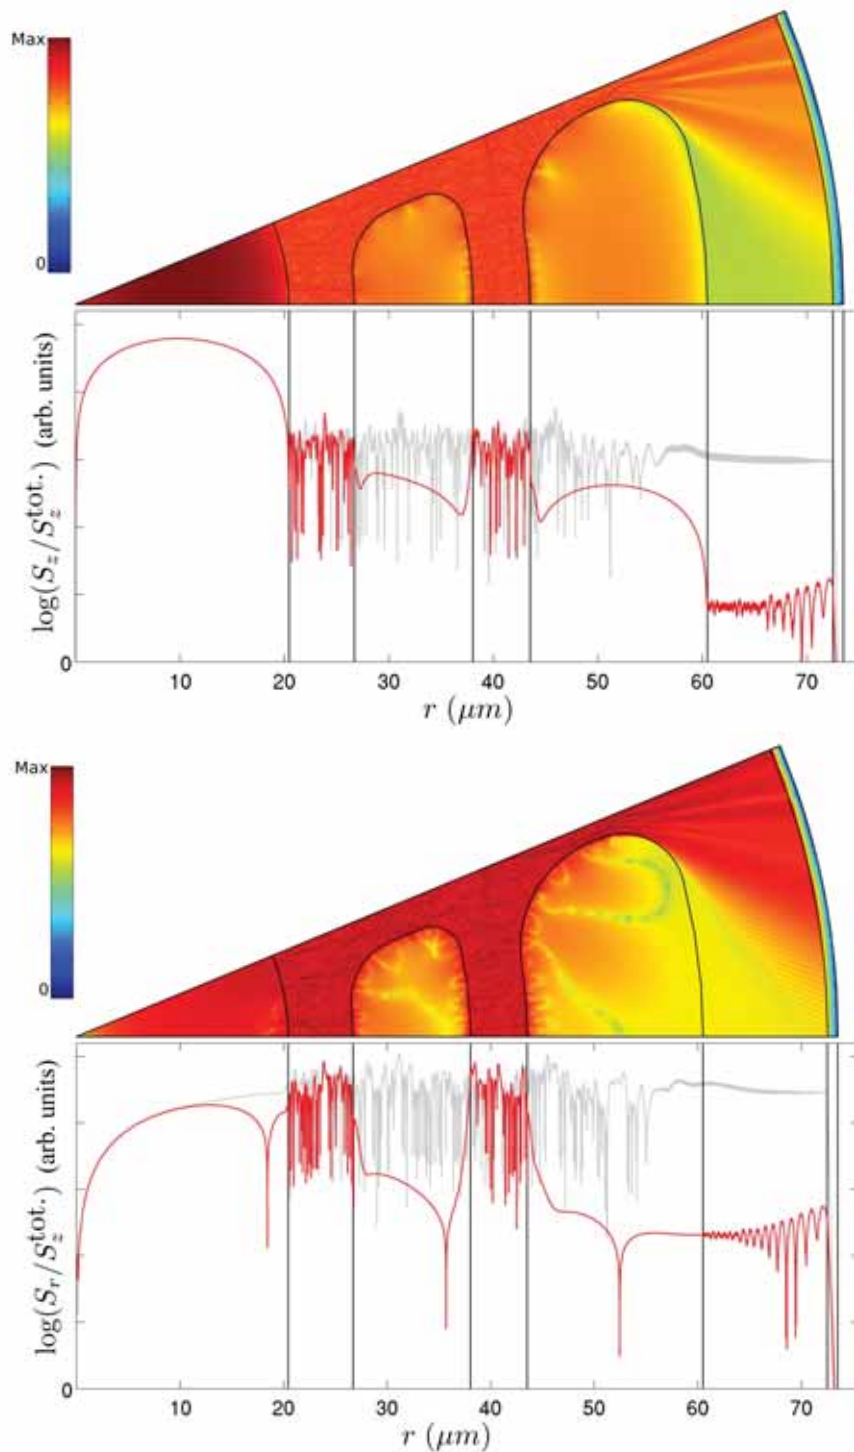 Max
0
log(S_z/S_z^tot.) (arb. units)
0
10 20 30 40 50 60 70
r (μm)
Max
0
log(S_r/S_z^tot.) (arb. units)
0
10 20 30 40 50 60 70
r (μm)